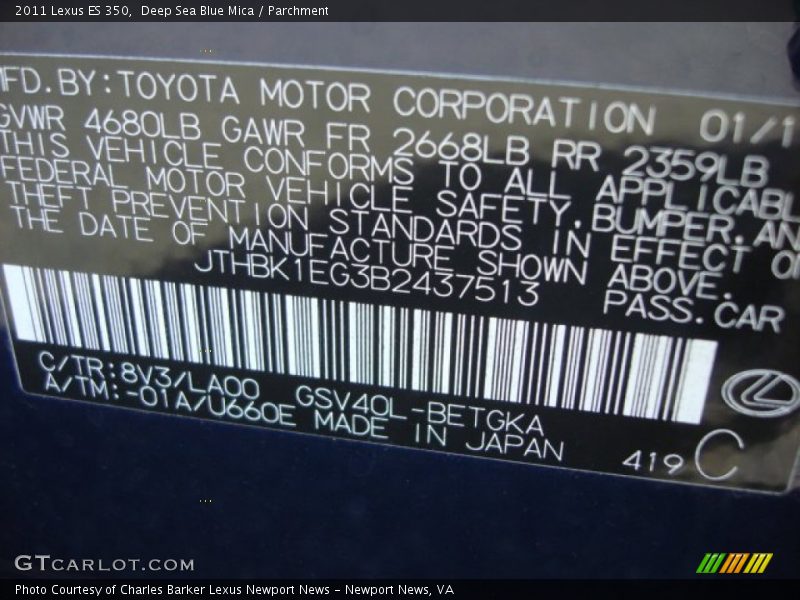 2011 Lexus ES 350, Deep Sea Blue Mica / Parchment
MFD. BY: TOYOTA MOTOR CORPORATION 01/1
GVWR 4680LB GAWR FR 2668LB RR 2359LB
THIS VEHICLE CONFORMS TO ALL APPLICABL
FEDERAL MOTOR VEHICLE SAFETY, BUMPER, AN
THEFT PREVENTION STANDARDS IN EFFECT O
THE DATE OF MANUFACTURE SHOWN ABOVE.
JTHBK1EG3B2437513 PASS. CAR
C/TR: 8V3/LA00 GSV40L-BETGKA
A/TM: -01A/U660E MADE IN JAPAN
419 C
GTCARLOT.COM
Photo Courtesy of Charles Barker Lexus Newport News - Newport News, VA